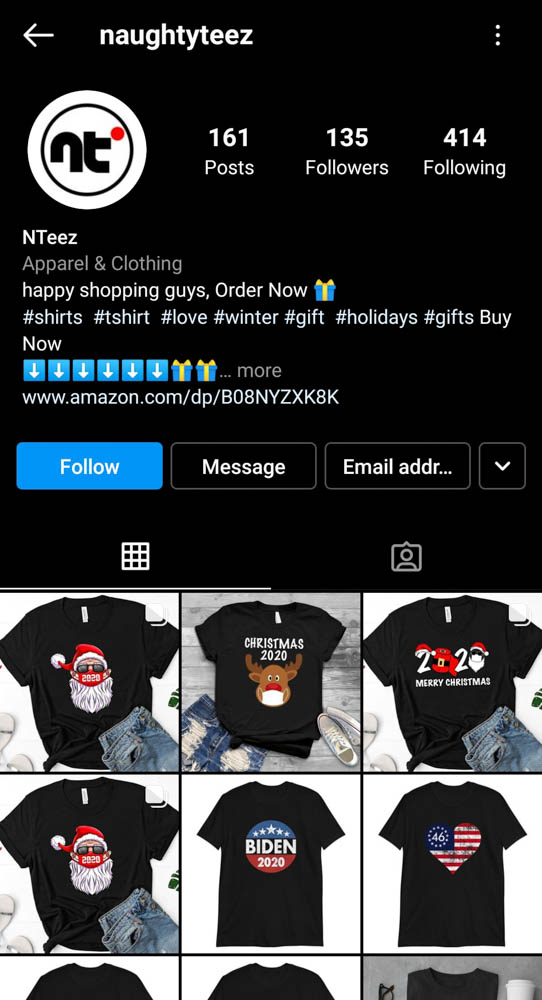 naughtyteez
nt
161 135 414
Posts Followers Following
NTeez
Apparel & Clothing
happy shopping guys, Order Now 🎁
#shirts #tshirt #love #winter #gift #holidays #gifts Buy
Now
⬇️⬇️⬇️⬇️⬇️⬇️🎁🎁... more
www.amazon.com/dp/B08NYZXK8K
Follow Message Email addr...
2020
CHRISTMAS
2020
2020
MERRY CHRISTMAS
2020
BIDEN
2020
46